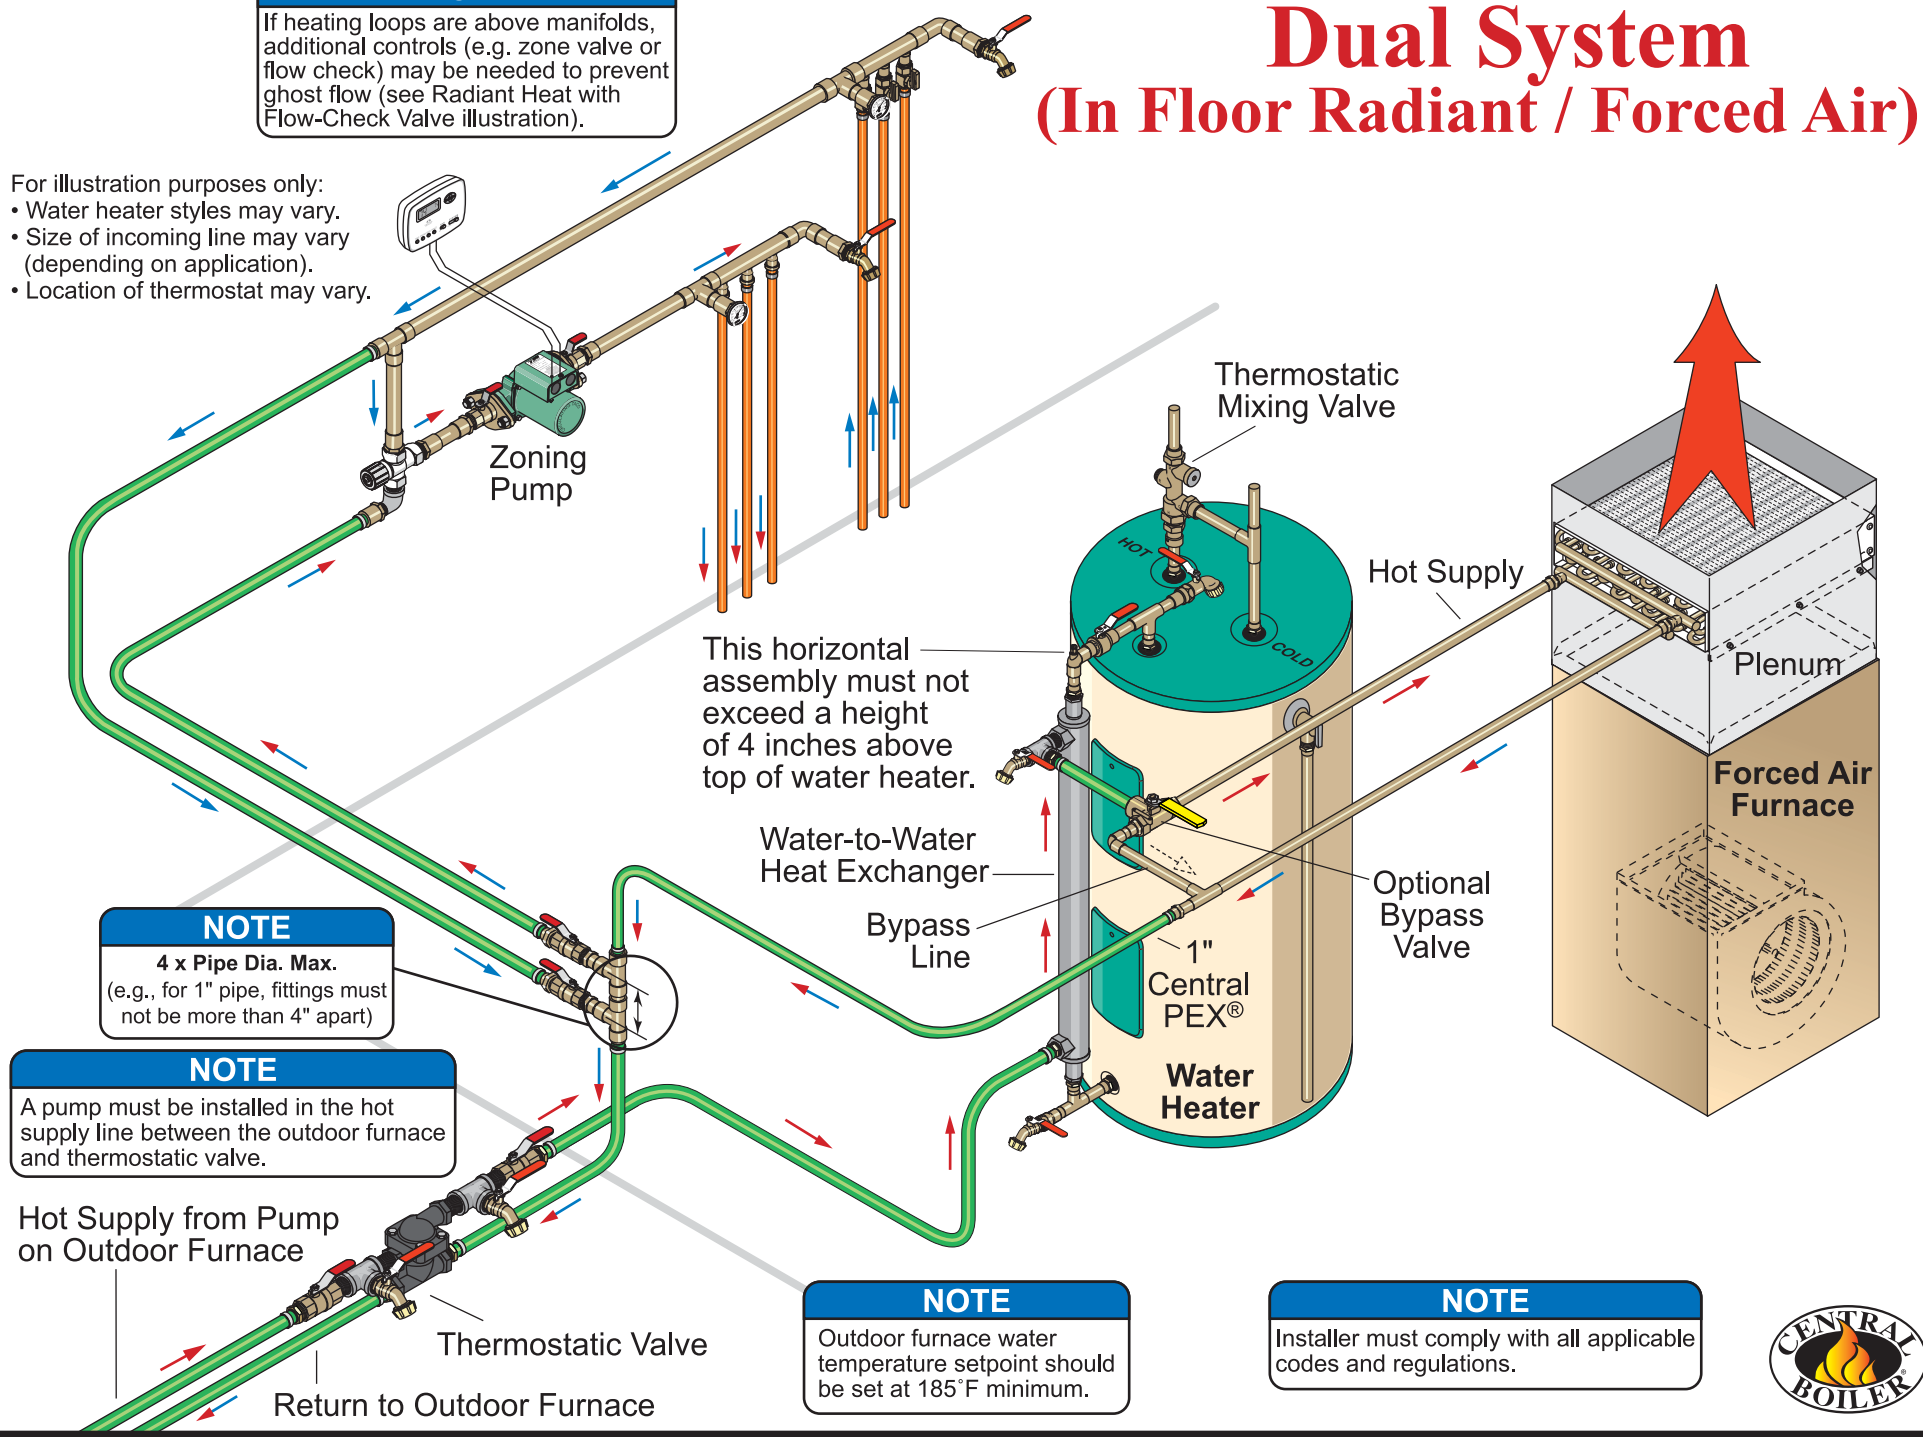 Dual System
(In Floor Radiant / Forced Air)
If heating loops are above manifolds,
additional controls (e.g. zone valve or
flow check) may be needed to prevent
ghost flow (see Radiant Heat with
Flow-Check Valve illustration).
For illustration purposes only:
• Water heater styles may vary.
• Size of incoming line may vary
(depending on application).
• Location of thermostat may vary.
Zoning
Pump
Thermostatic
Mixing Valve
HOT
COLD
Hot Supply
Plenum
Forced Air
Furnace
This horizontal
assembly must not
exceed a height
of 4 inches above
top of water heater.
Water-to-Water
Heat Exchanger
Bypass
Line
Optional
Bypass
Valve
1"
Central
PEX®
Water
Heater
NOTE
4 x Pipe Dia. Max.
(e.g., for 1" pipe, fittings must
not be more than 4" apart)
NOTE
A pump must be installed in the hot
supply line between the outdoor furnace
and thermostatic valve.
Hot Supply from Pump
on Outdoor Furnace
Thermostatic Valve
Return to Outdoor Furnace
NOTE
Outdoor furnace water
temperature setpoint should
be set at 185°F minimum.
NOTE
Installer must comply with all applicable
codes and regulations.
CENTRAL
BOILER